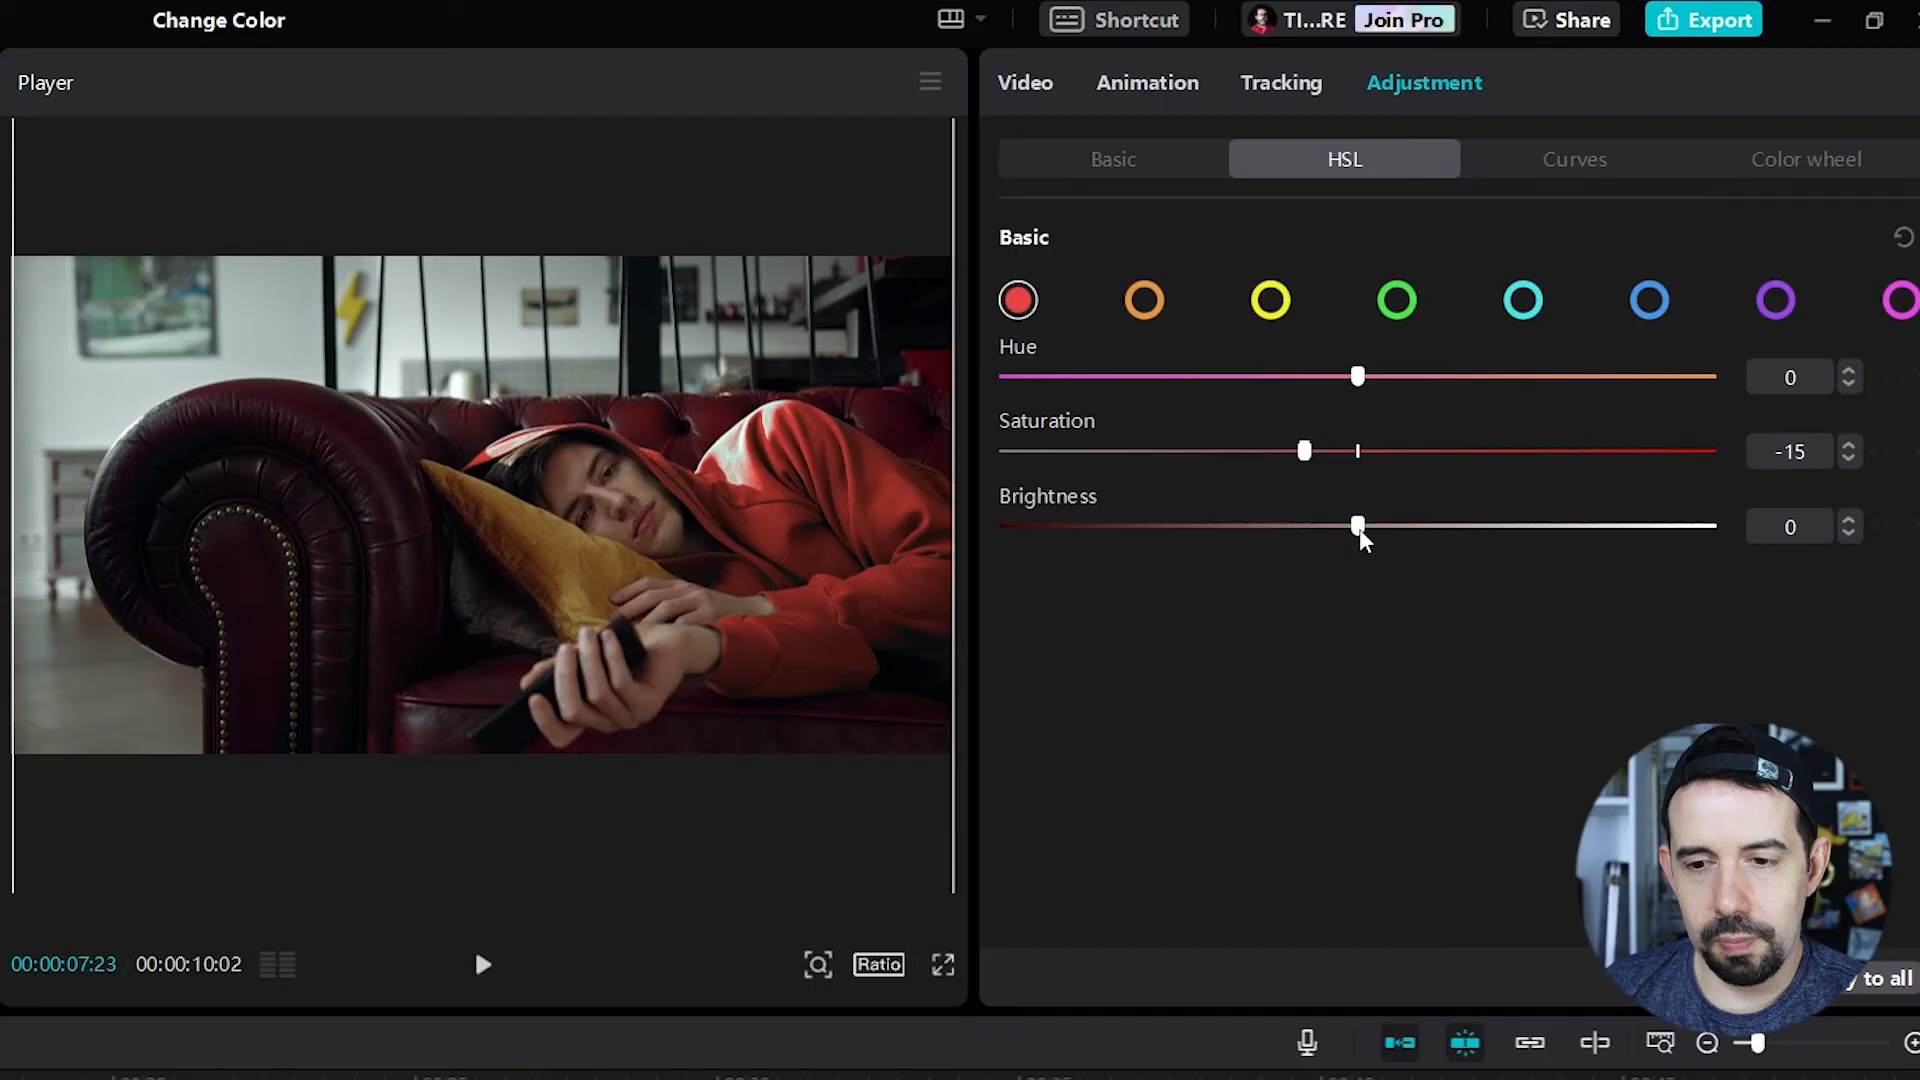 Change Color
Shortcut
TI...RE
Join Pro
Share
Export
Player
Video
Animation
Tracking
Adjustment
Basic
HSL
Curves
Color wheel
Basic
Hue
0
Saturation
-15
Brightness
0
00:00:07:23
00:00:10:02
Ratio
to all